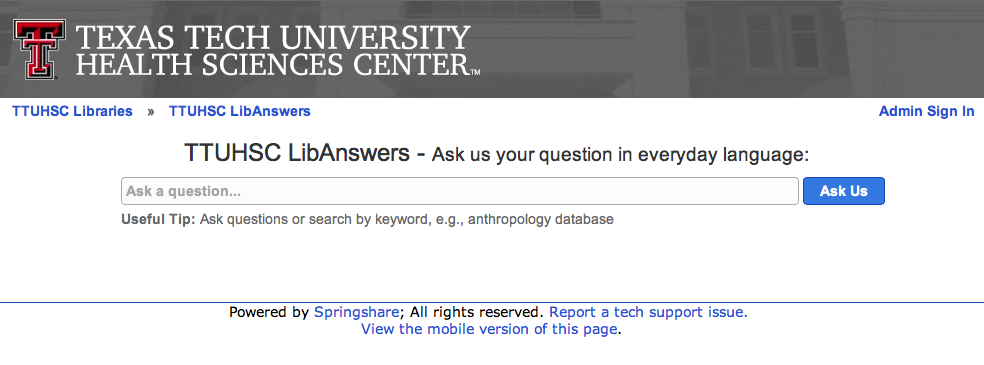 TEXAS TECH UNIVERSITY
HEALTH SCIENCES CENTER™
TTUHSC Libraries » TTUHSC LibAnswers Admin Sign In
TTUHSC LibAnswers - Ask us your question in everyday language:
Ask a question... Ask Us
Useful Tip: Ask questions or search by keyword, e.g., anthropology database
Powered by Springshare; All rights reserved. Report a tech support issue.
View the mobile version of this page.